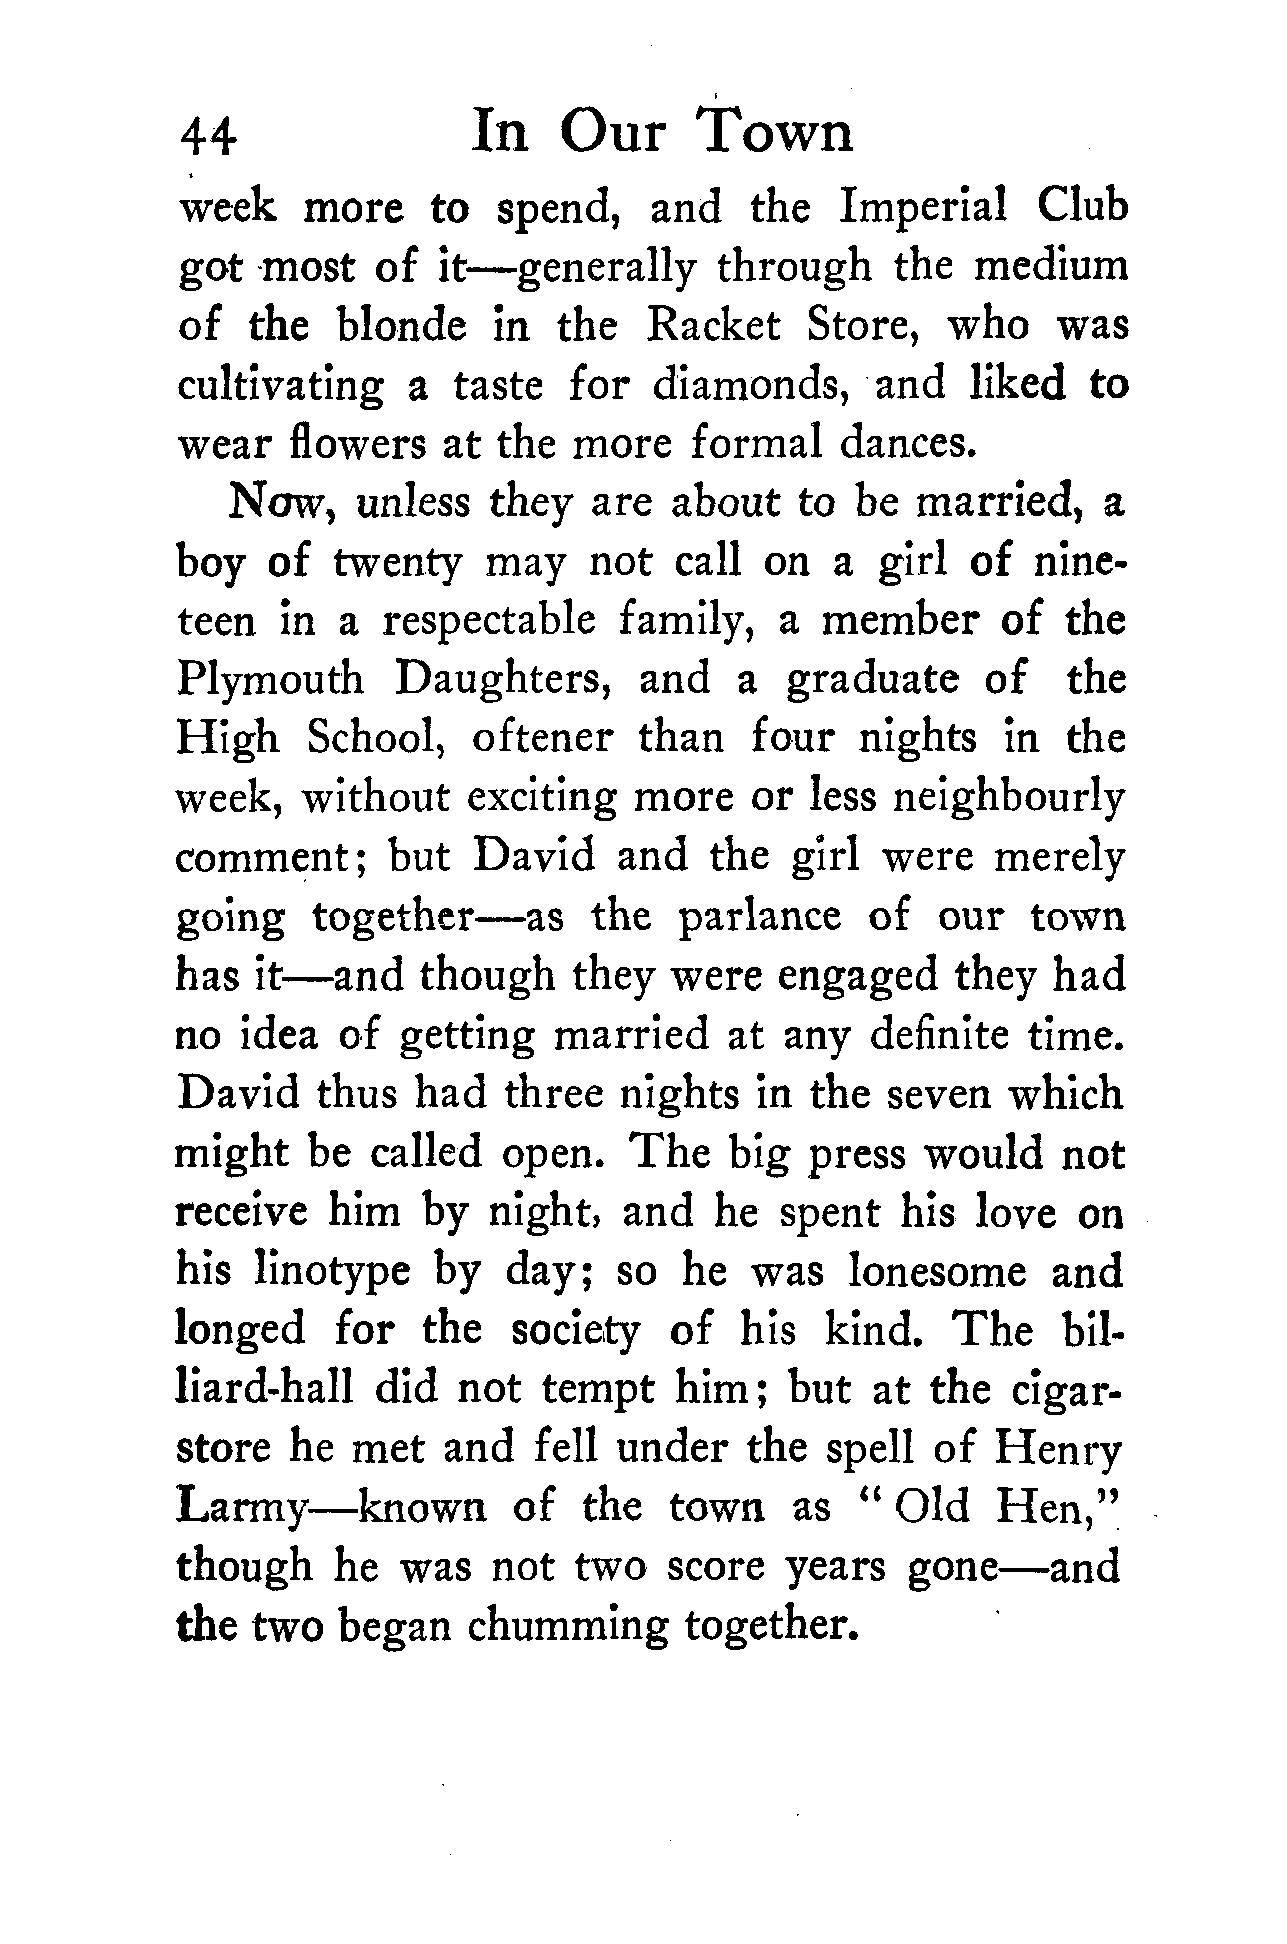 44 In Our Town
week more to spend, and the Imperial Club
got most of it—generally through the medium
of the blonde in the Racket Store, who was
cultivating a taste for diamonds, and liked to
wear flowers at the more formal dances.
Now, unless they are about to be married, a
boy of twenty may not call on a girl of nine-
teen in a respectable family, a member of the
Plymouth Daughters, and a graduate of the
High School, oftener than four nights in the
week, without exciting more or less neighbourly
comment; but David and the girl were merely
going together—as the parlance of our town
has it—and though they were engaged they had
no idea of getting married at any definite time.
David thus had three nights in the seven which
might be called open. The big press would not
receive him by night, and he spent his love on
his linotype by day; so he was lonesome and
longed for the society of his kind. The bil-
liard-hall did not tempt him; but at the cigar-
store he met and fell under the spell of Henry
Larmy—known of the town as "Old Hen,"
though he was not two score years gone—and
the two began chumming together.